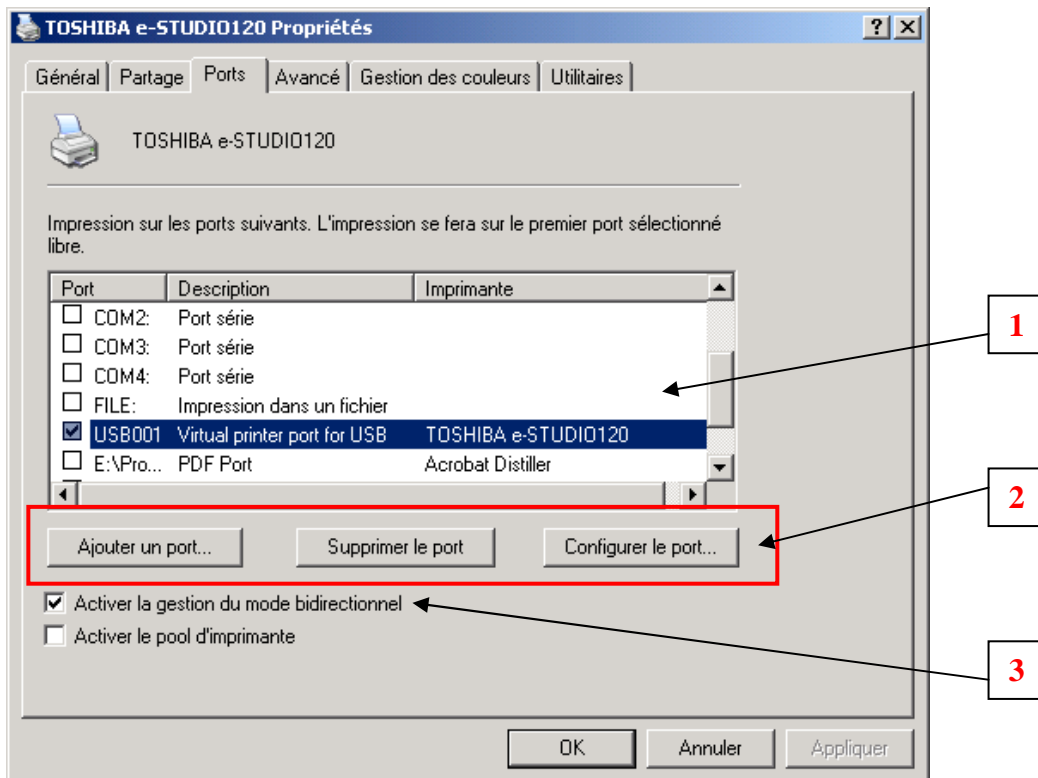 TOSHIBA e-STUDIO120 Propriétés
Général Partage Ports Avancé Gestion des couleurs Utilitaires
TOSHIBA e-STUDIO120
Impression sur les ports suivants. L'impression se fera sur le premier port sélectionné
libre.
Port Description Imprimante
COM2: Port série
1
COM3: Port série
COM4: Port série
FILE: Impression dans un fichier
USB001 Virtual printer port for USB TOSHIBA e-STUDIO120
E:\Pro... PDF Port Acrobat Distiller
2
Ajouter un port... Supprimer le port Configurer le port...
Activer la gestion du mode bidirectionnel
Activer le pool d'imprimante
3
OK Annuler Appliquer